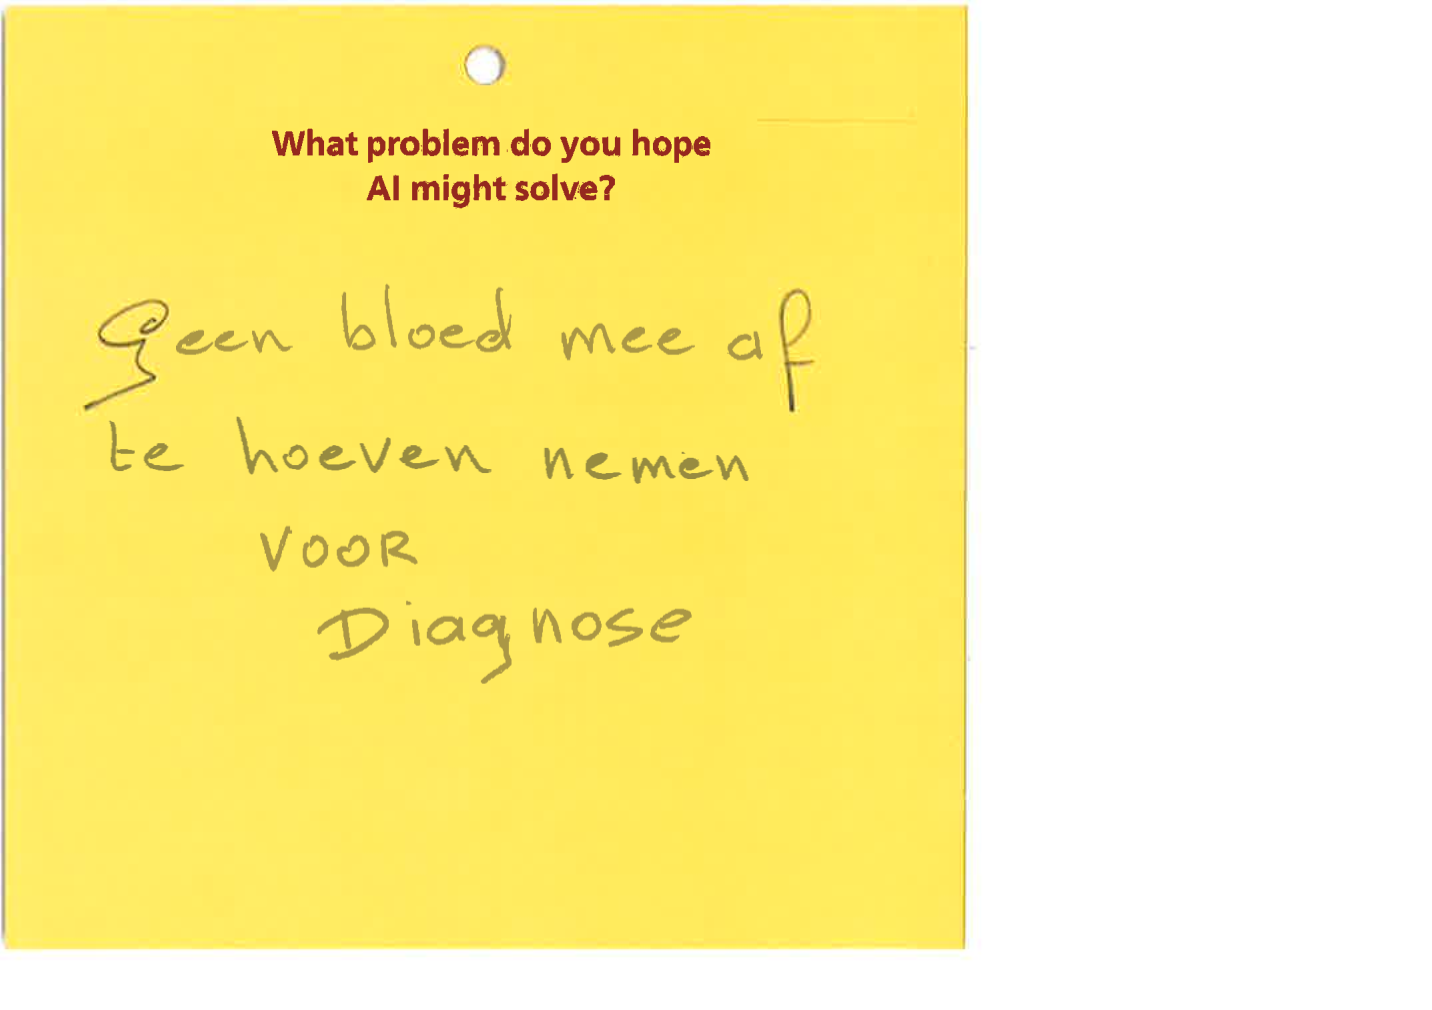 What problem do you hope
AI might solve?
Geen bloed mee af
te hoeven nemen
voor
Diagnose